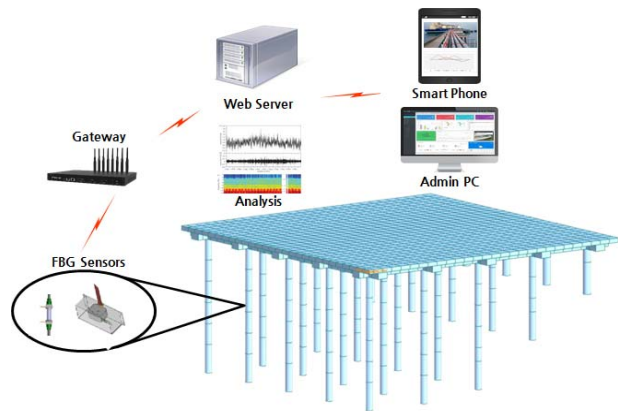 Smart Phone
Web Server
Gateway
Analysis
Admin PC
FBG Sensors